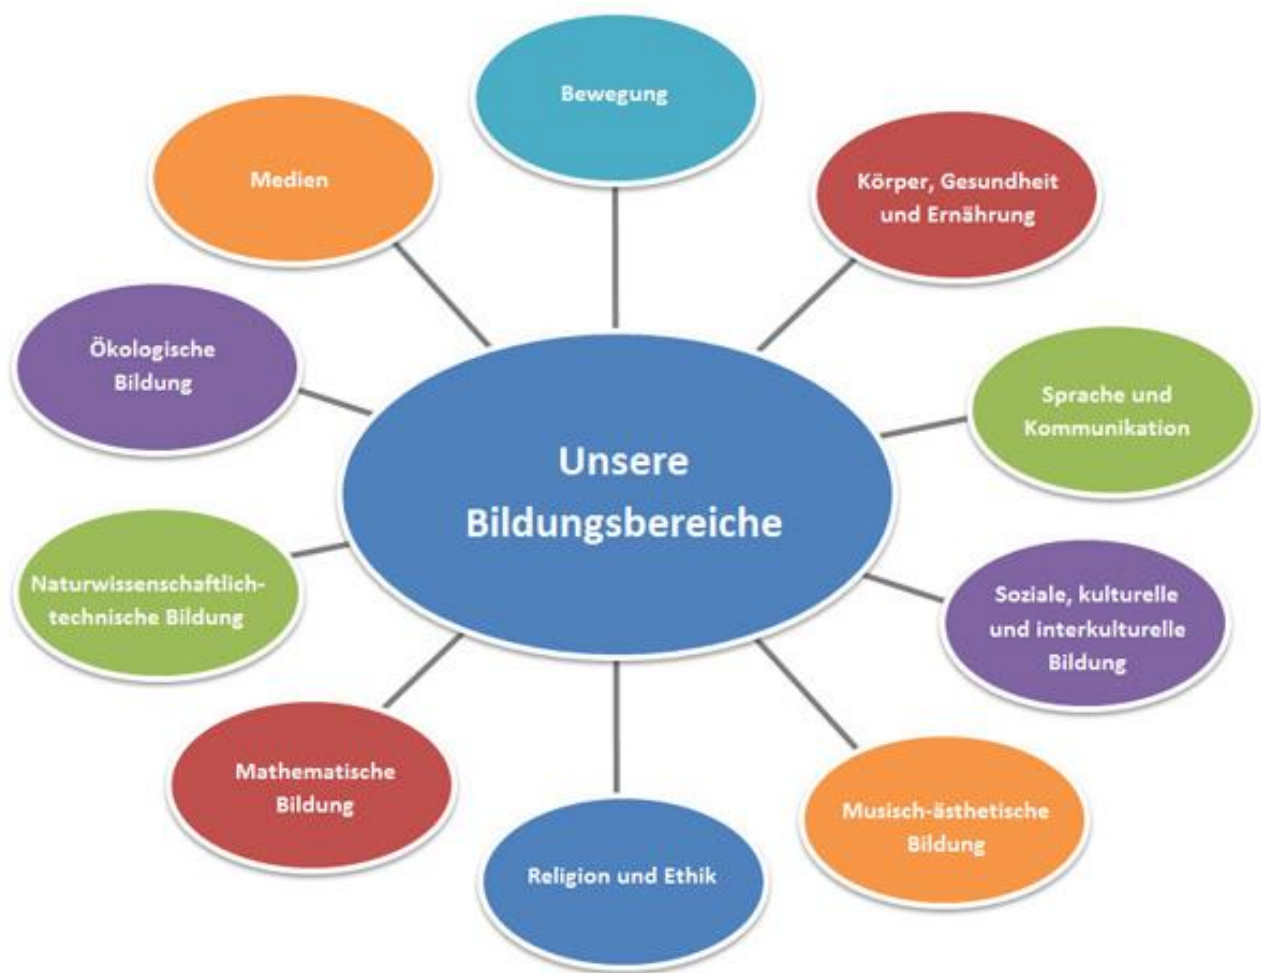 Bewegung
Medien
Körper, Gesundheit
und Ernährung
Ökologische
Bildung
Sprache und
Kommunikation
Unsere
Bildungsbereiche
Naturwissenschaftlich-
technische Bildung
Soziale, kulturelle
und interkulturelle
Bildung
Mathematische
Bildung
Musisch-ästhetische
Bildung
Religion und Ethik